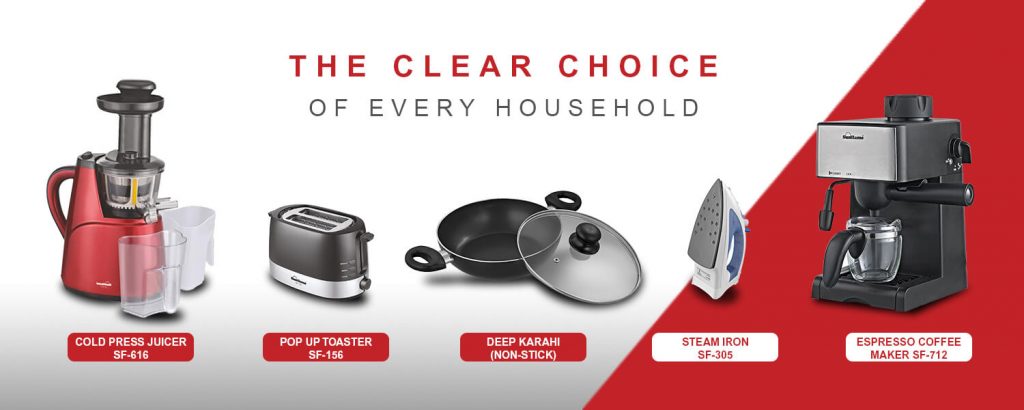 THE CLEAR CHOICE
OF EVERY HOUSEHOLD
COLD PRESS JUICER
SF-616
POP UP TOASTER
SF-156
DEEP KARAHI
(NON-STICK)
STEAM IRON
SF-305
ESPRESSO COFFEE
MAKER SF-712